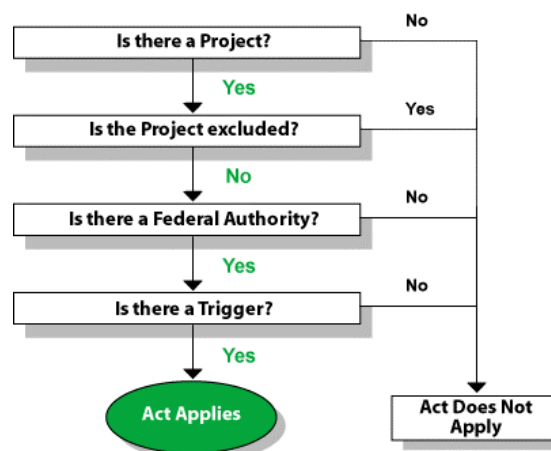 No
Is there a Project?
Yes
Is the Project excluded?
Yes
No
Is there a Federal Authority?
No
Yes
Is there a Trigger?
No
Yes
Act Applies
Act Does Not
Apply